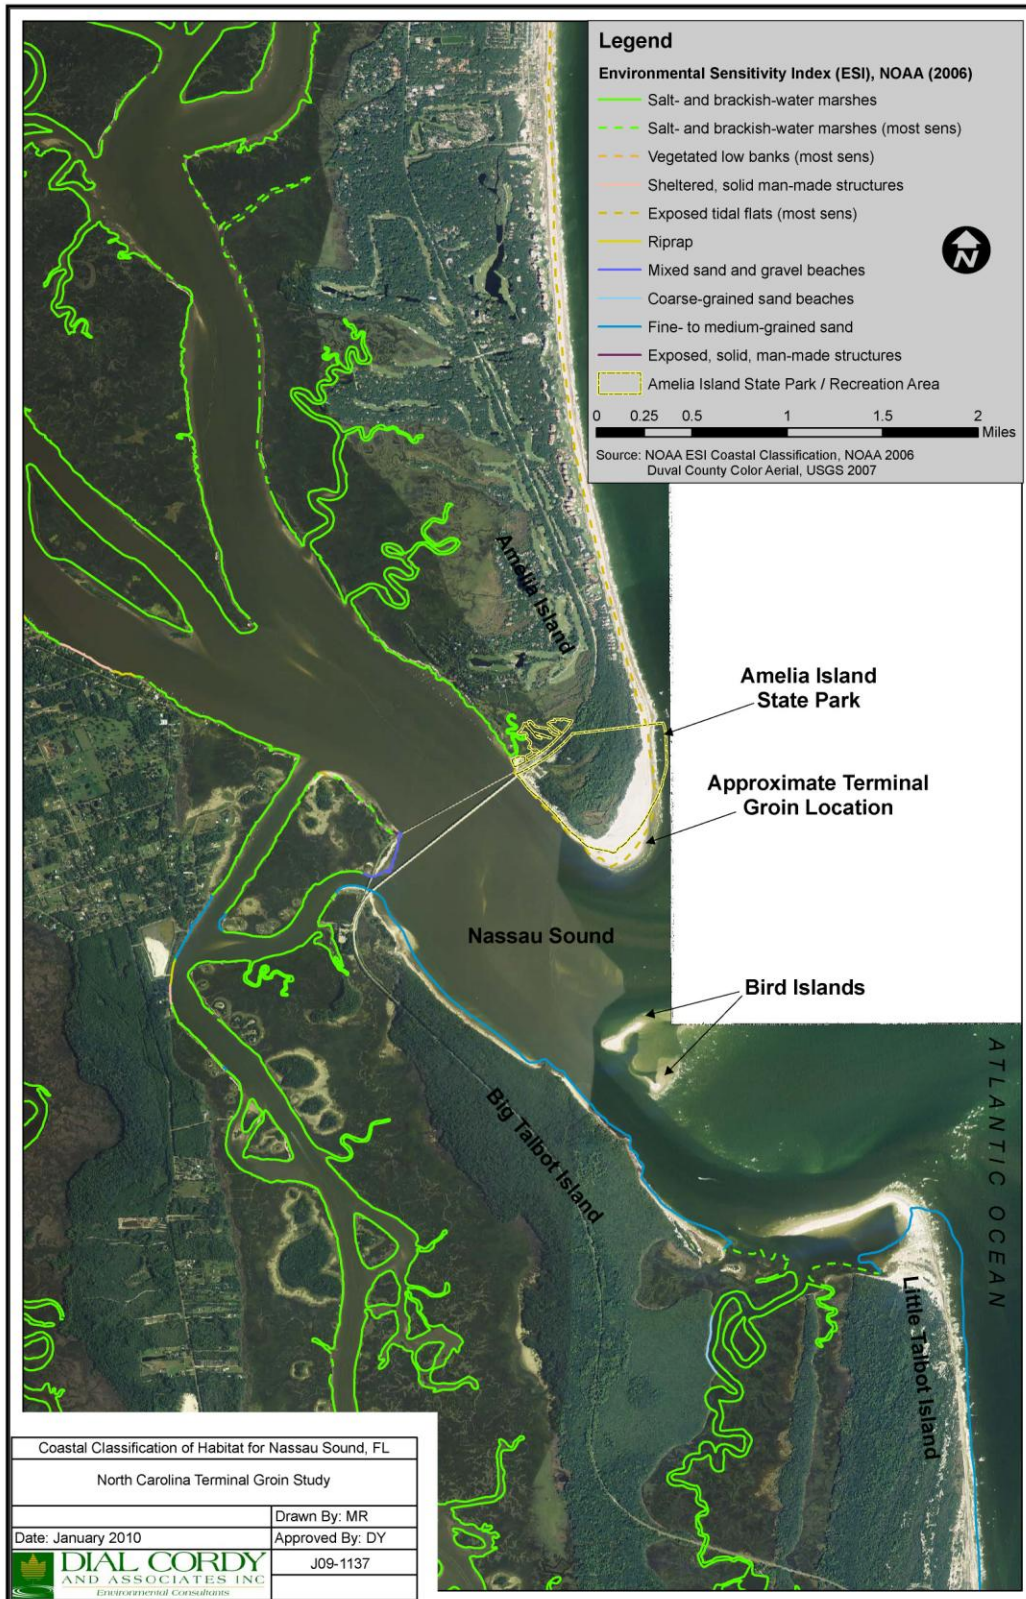 Legend
Environmental Sensitivity Index (ESI), NOAA (2006)
Salt- and brackish-water marshes
Salt- and brackish-water marshes (most sens)
Vegetated low banks (most sens)
Sheltered, solid man-made structures
Exposed tidal flats (most sens)
Riprap
Mixed sand and gravel beaches
Coarse-grained sand beaches
Fine- to medium-grained sand
Exposed, solid, man-made structures
Amelia Island State Park / Recreation Area
N
0 0.25 0.5 1 1.5 2
Miles
Source: NOAA ESI Coastal Classification, NOAA 2006
Duval County Color Aerial, USGS 2007
Amelia Island
Amelia Island
State Park
Approximate Terminal
Groin Location
Nassau Sound
Bird Islands
ATLANTIC OCEAN
Big Talbot Island
Little Talbot Island
Coastal Classification of Habitat for Nassau Sound, FL
North Carolina Terminal Groin Study
Drawn By: MR
Date: January 2010
Approved By: DY
DIAL CORDY
AND ASSOCIATES INC
Environmental Consultants
J09-1137